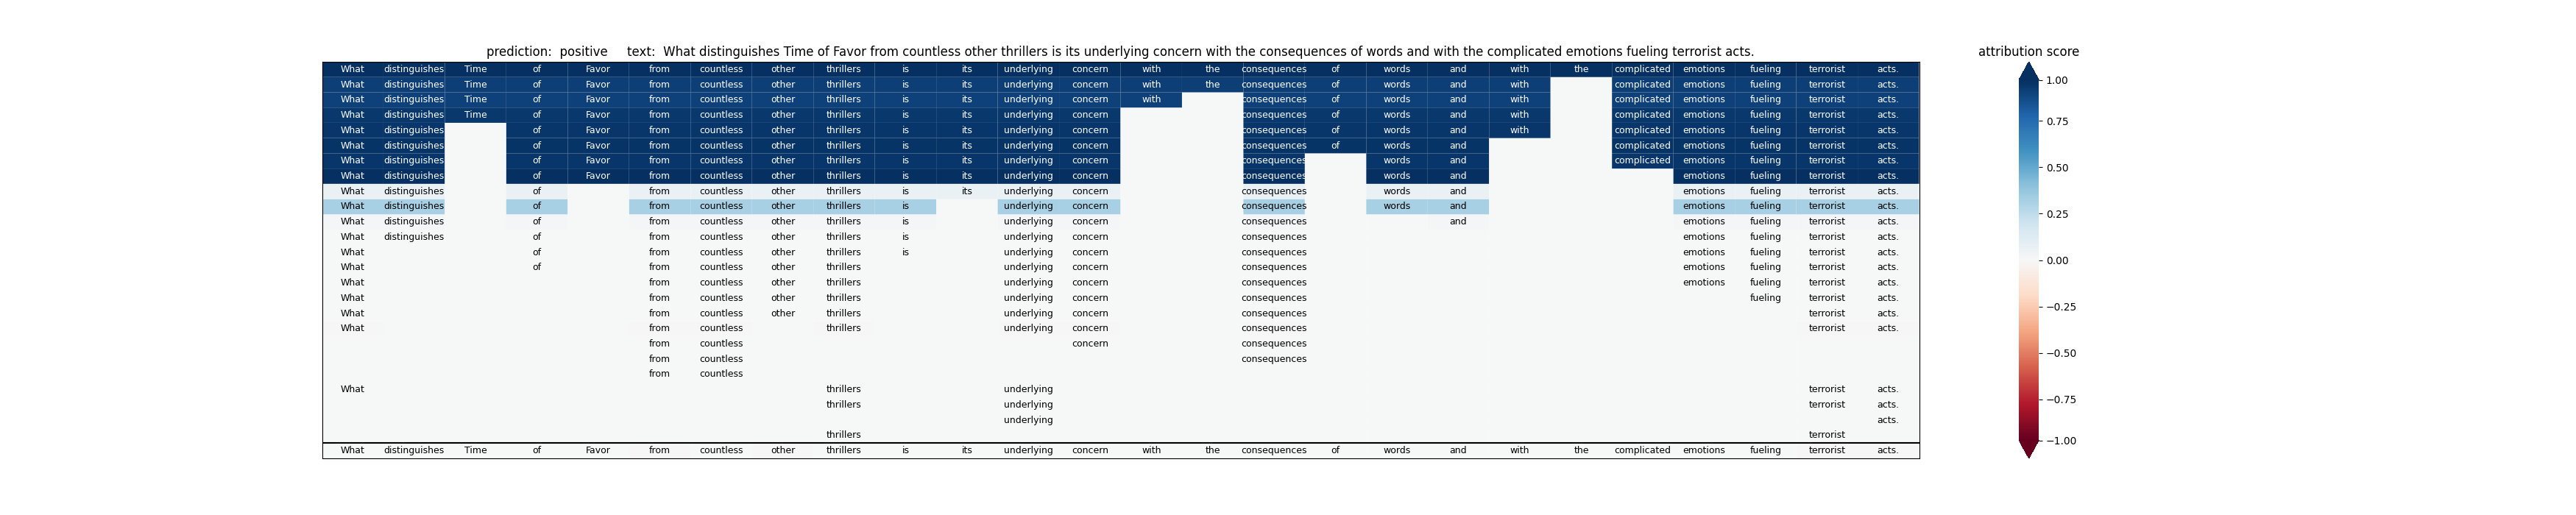 prediction: positive text: What distinguishes Time of Favor from countless other thrillers is its underlying concern with the consequences of words and with the complicated emotions fueling terrorist acts.
attribution score
What distinguishes Time of Favor from countless other thrillers is its underlying concern with the consequences of words and with the complicated emotions fueling terrorist acts.
What distinguishes Time of Favor from countless other thrillers is its underlying concern with the consequences of words and with complicated emotions fueling terrorist acts.
What distinguishes Time of Favor from countless other thrillers is its underlying concern with consequences of words and with complicated emotions fueling terrorist acts.
What distinguishes Time of Favor from countless other thrillers is its underlying concern consequences of words and with complicated emotions fueling terrorist acts.
What distinguishes of Favor from countless other thrillers is its underlying concern consequences of words and with complicated emotions fueling terrorist acts.
What distinguishes of Favor from countless other thrillers is its underlying concern consequences of words and complicated emotions fueling terrorist acts.
What distinguishes of Favor from countless other thrillers is its underlying concern consequences words and complicated emotions fueling terrorist acts.
What distinguishes of Favor from countless other thrillers is its underlying concern consequences words and emotions fueling terrorist acts.
What distinguishes of from countless other thrillers is its underlying concern consequences words and emotions fueling terrorist acts.
What distinguishes of from countless other thrillers is underlying concern consequences words and emotions fueling terrorist acts.
What distinguishes of from countless other thrillers is underlying concern consequences and emotions fueling terrorist acts.
What distinguishes of from countless other thrillers is underlying concern consequences emotions fueling terrorist acts.
What of from countless other thrillers is underlying concern consequences emotions fueling terrorist acts.
What of from countless other thrillers underlying concern consequences emotions fueling terrorist acts.
What from countless other thrillers underlying concern consequences emotions fueling terrorist acts.
What from countless other thrillers underlying concern consequences fueling terrorist acts.
What from countless other thrillers underlying concern consequences terrorist acts.
What from countless thrillers underlying concern consequences terrorist acts.
from countless concern consequences
from countless consequences
from countless
What thrillers underlying terrorist acts.
thrillers underlying terrorist acts.
underlying acts.
thrillers terrorist
What distinguishes Time of Favor from countless other thrillers is its underlying concern with the consequences of words and with the complicated emotions fueling terrorist acts.
1.00
0.75
0.50
0.25
0.00
−0.25
−0.50
−0.75
−1.00